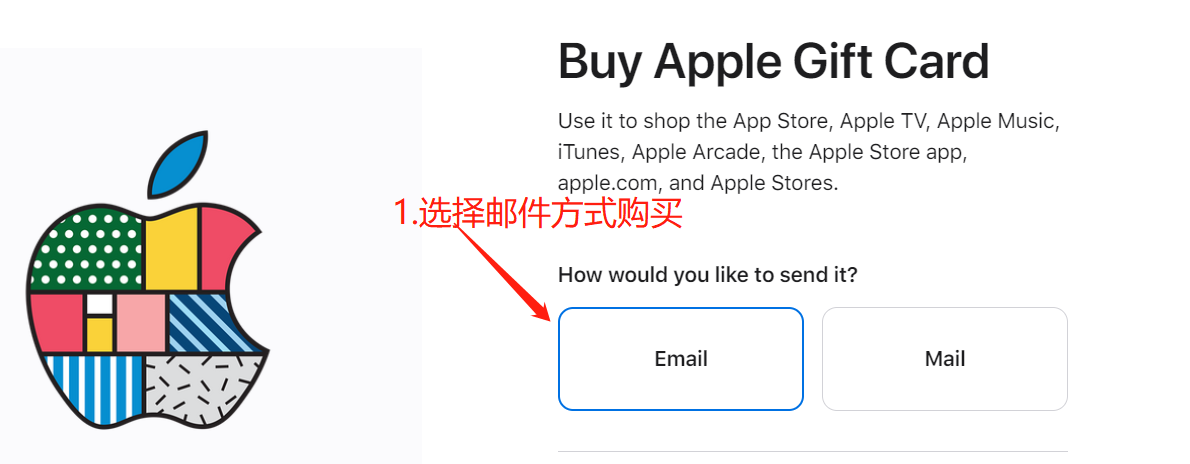 Buy Apple Gift Card
Use it to shop the App Store, Apple TV, Apple Music,
iTunes, Apple Arcade, the Apple Store app,
apple.com, and Apple Stores.
1.选择邮件方式购买
How would you like to send it?
Email
Mail